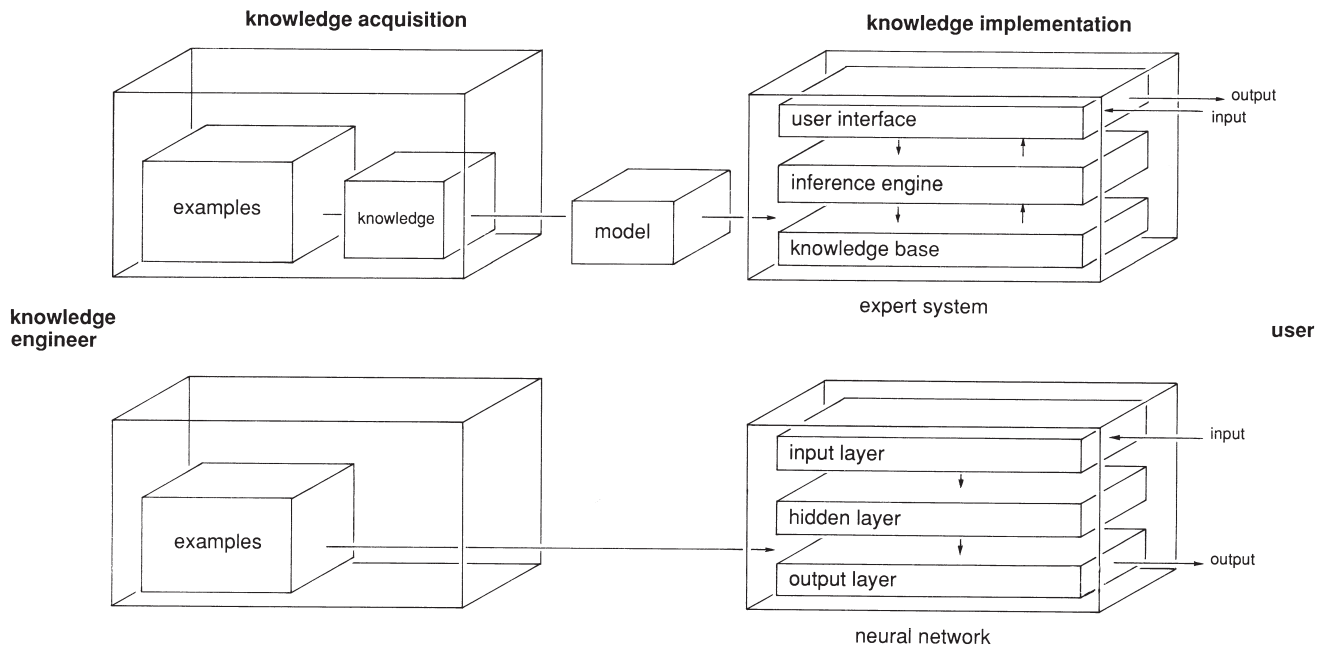 knowledge acquisition
knowledge implementation
output
input
user interface
inference engine
knowledge base
examples
knowledge
model
expert system
knowledge
engineer
user
input
input layer
hidden layer
output layer
output
examples
neural network